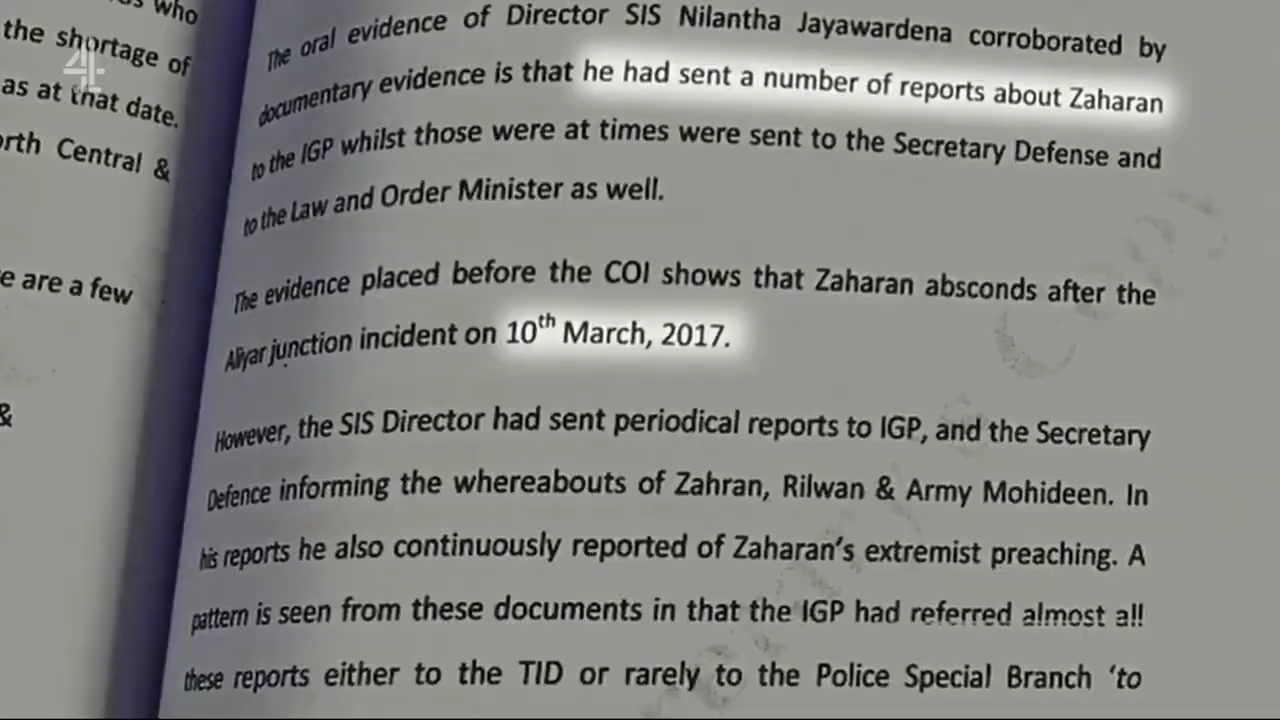 who
the shortage of
as at that date.
rth Central &
e are a few
&
4
The oral evidence of Director SIS Nilantha Jayawardena corroborated by
documentary evidence is that he had sent a number of reports about Zaharan
to the IGP whilst those were at times were sent to the Secretary Defense and
to the Law and Order Minister as well.
The evidence placed before the COI shows that Zaharan absconds after the
Aliyar junction incident on 10th March, 2017.
However, the SIS Director had sent periodical reports to IGP, and the Secretary
Defence informing the whereabouts of Zahran, Rilwan & Army Mohideen. In
his reports he also continuously reported of Zaharan's extremist preaching. A
pattern is seen from these documents in that the IGP had referred almost all
these reports either to the TID or rarely to the Police Special Branch 'to